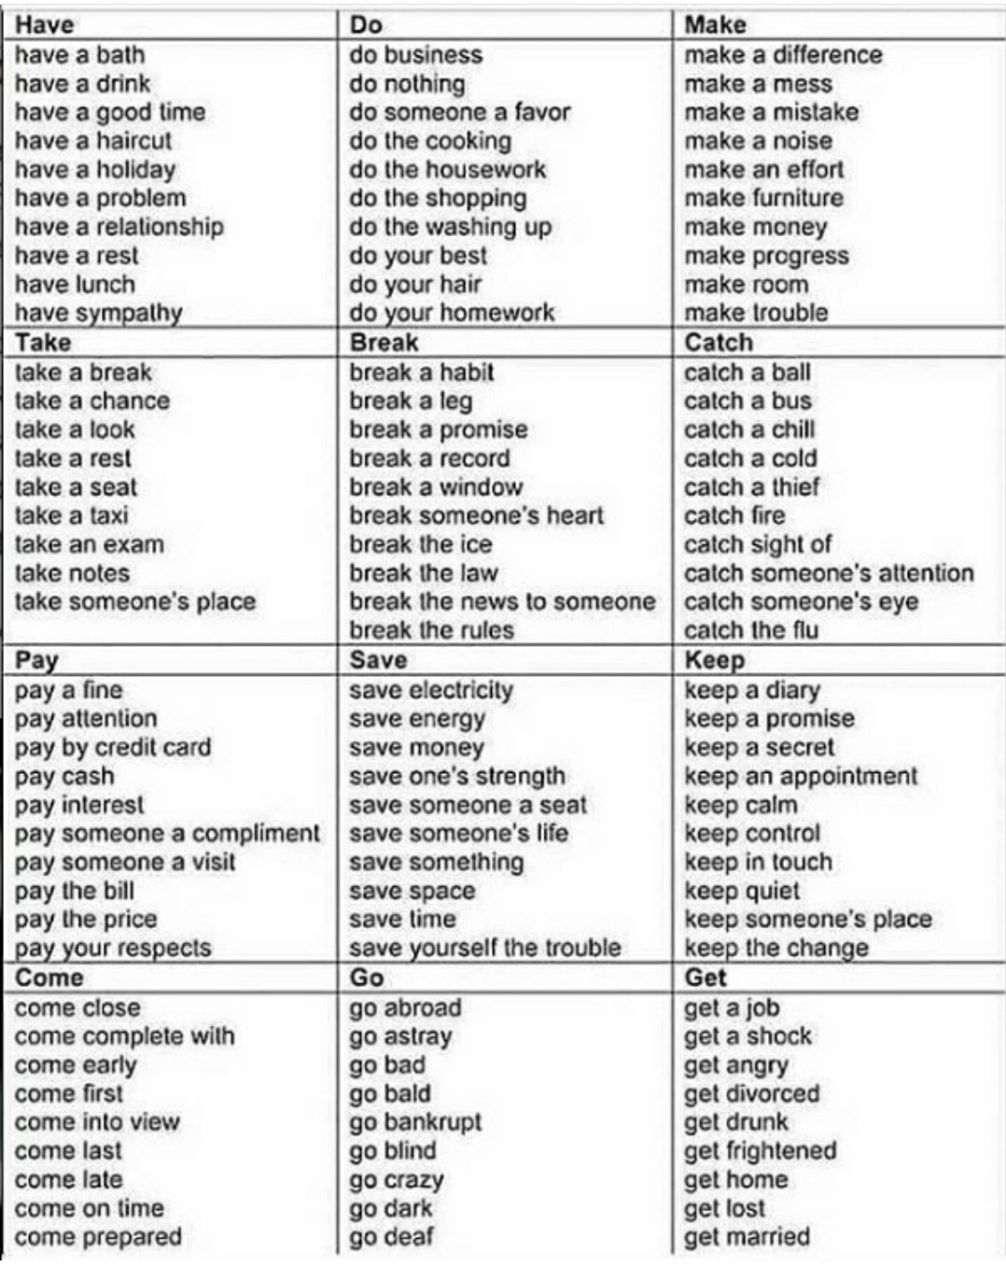 Have
have a bath
have a drink
have a good time
have a haircut
have a holiday
have a problem
have a relationship
have a rest
have lunch
have sympathy
Do
do business
do nothing
do someone a favor
do the cooking
do the housework
do the shopping
do the washing up
do your best
do your hair
do your homework
Make
make a difference
make a mess
make a mistake
make a noise
make an effort
make furniture
make money
make progress
make room
make trouble
Take
take a break
take a chance
take a look
take a rest
take a seat
take a taxi
take an exam
take notes
take someone's place
Break
break a habit
break a leg
break a promise
break a record
break a window
break someone's heart
break the ice
break the law
break the news to someone
break the rules
Catch
catch a ball
catch a bus
catch a chill
catch a cold
catch a thief
catch fire
catch sight of
catch someone's attention
catch someone's eye
catch the flu
Pay
pay a fine
pay attention
pay by credit card
pay cash
pay interest
pay someone a compliment
pay someone a visit
pay the bill
pay the price
pay your respects
Save
save electricity
save energy
save money
save one's strength
save someone a seat
save someone's life
save something
save space
save time
save yourself the trouble
Keep
keep a diary
keep a promise
keep a secret
keep an appointment
keep calm
keep control
keep in touch
keep quiet
keep someone's place
keep the change
Come
come close
come complete with
come early
come first
come into view
come last
come late
come on time
come prepared
Go
go abroad
go astray
go bad
go bald
go bankrupt
go blind
go crazy
go dark
go deaf
Get
get a job
get a shock
get angry
get divorced
get drunk
get frightened
get home
get lost
get married